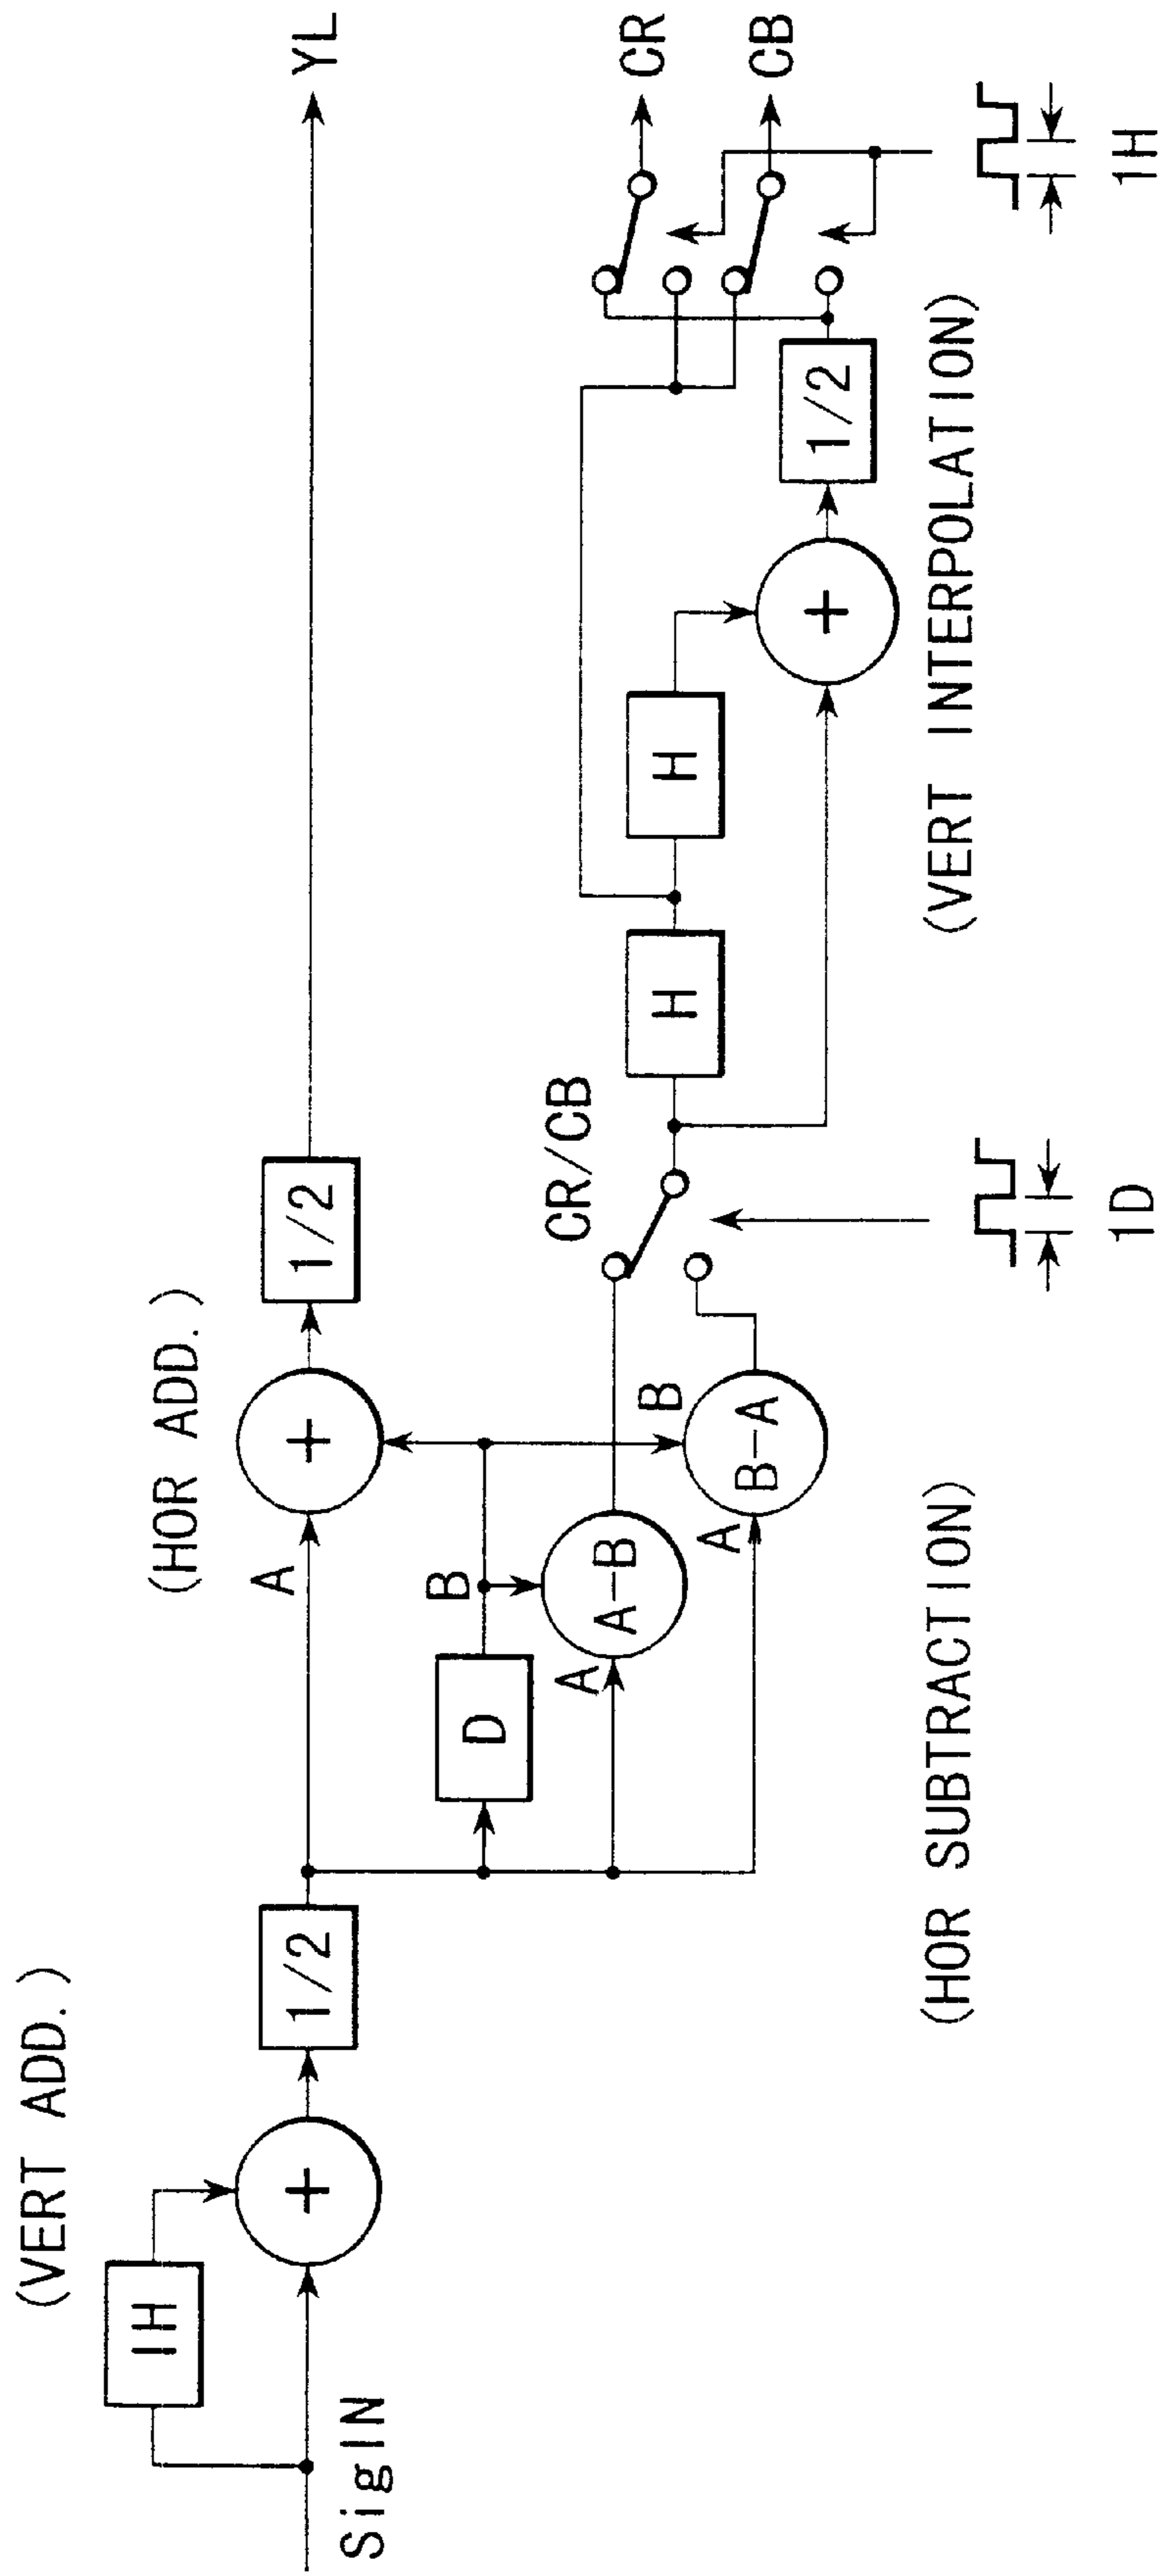 (VERT ADD.)
1H
+
SigIN
1/2
(HOR ADD.)
A
+
1/2
YL
D
B
A
A-B
A
B
B-A
(HOR SUBTRACTION)
CR/CB
1D
H
H
+
1/2
(VERT INTERPOLATION)
CR
CB
1H